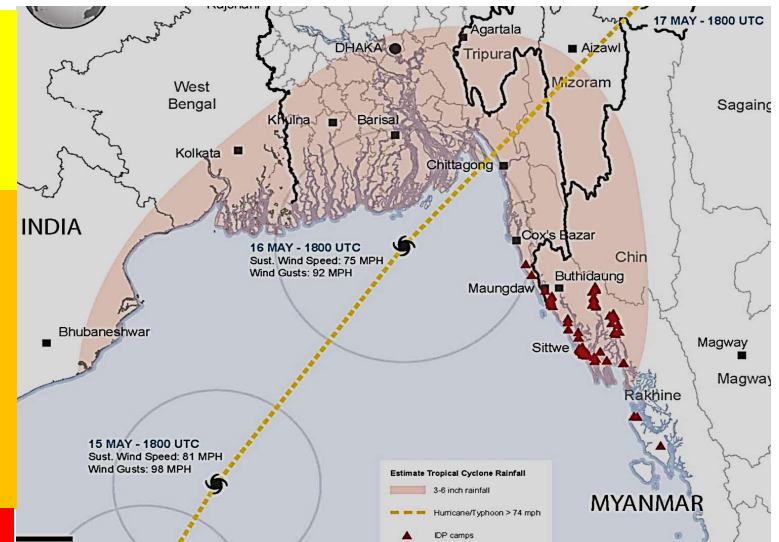 17 MAY - 1800 UTC
Agartala
DHAKA
Tripura
Aizawl
Mizoram
West
Bengal
Sagaing
Khulna
Barisal
Kolkata
Chittagong
INDIA
Cox's Bazar
16 MAY - 1800 UTC
Sust. Wind Speed: 75 MPH
Wind Gusts: 92 MPH
Chin
Buthidaung
Maungdaw
Bhubaneshwar
Sittwe
Magway
Magway
Rakhine
15 MAY - 1800 UTC
Sust. Wind Speed: 81 MPH
Wind Gusts: 98 MPH
Estimate Tropical Cyclone Rainfall
3-6 inch rainfall
MYANMAR
Hurricane/Typhoon > 74 mph
IDP camps